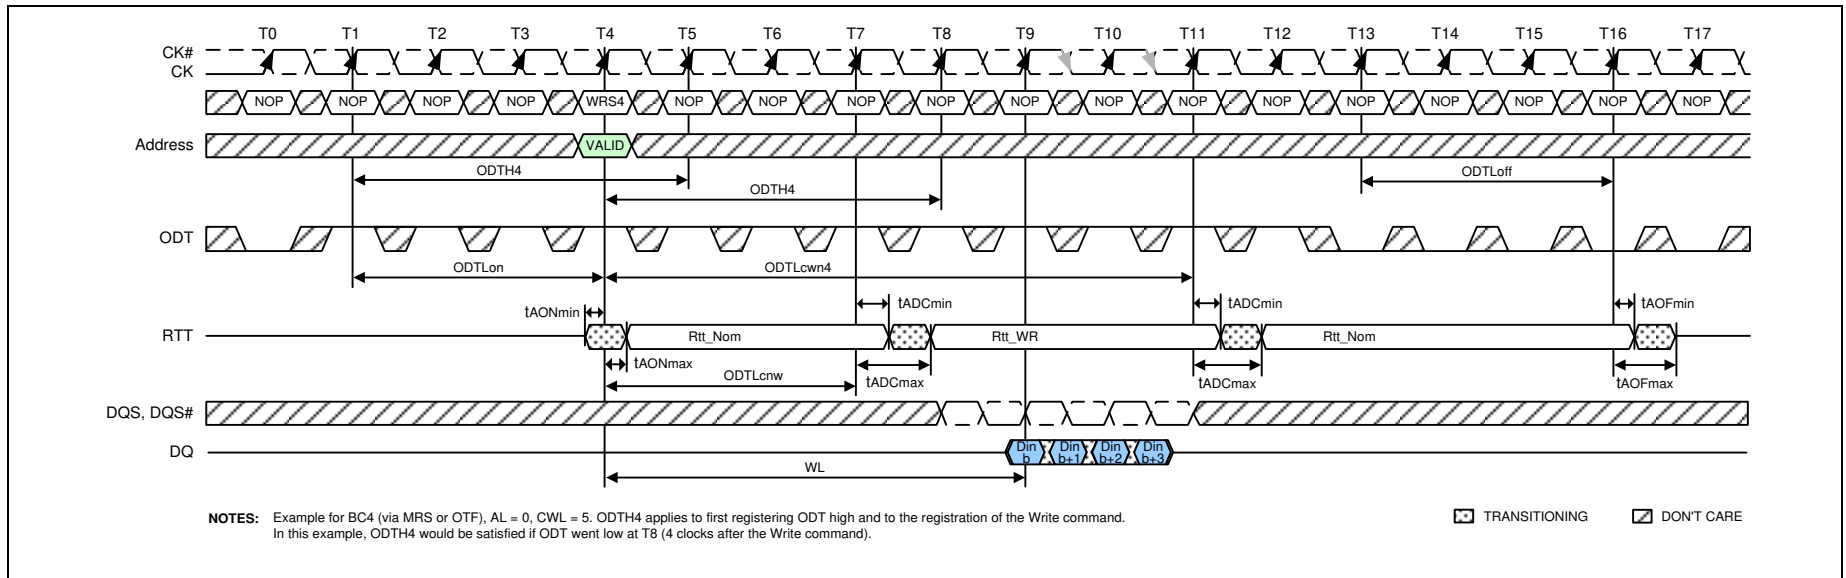 T0 T1 T2 T3 T4 T5 T6 T7 T8 T9 T10 T11 T12 T13 T14 T15 T16 T17
CK#
CK
NOP NOP NOP NOP WRS4 NOP NOP NOP NOP NOP NOP NOP NOP NOP NOP NOP NOP NOP
Address VALID
ODTH4 ODTLoff
ODTH4
ODT
ODTLon ODTLcwn4
tAONmin tADCmin tADCmin tAOFmin
RTT Rtt_Nom Rtt_WR Rtt_Nom
tAONmax ODTLcnw tADCmax tADCmax tAOFmax
DQS, DQS#
DQ Din b Din b+1 Din b+2 Din b+3
WL
NOTES: Example for BC4 (via MRS or OTF), AL = 0, CWL = 5. ODTH4 applies to first registering ODT high and to the registration of the Write command.
In this example, ODTH4 would be satisfied if ODT went low at T8 (4 clocks after the Write command).
TRANSITIONING DON'T CARE